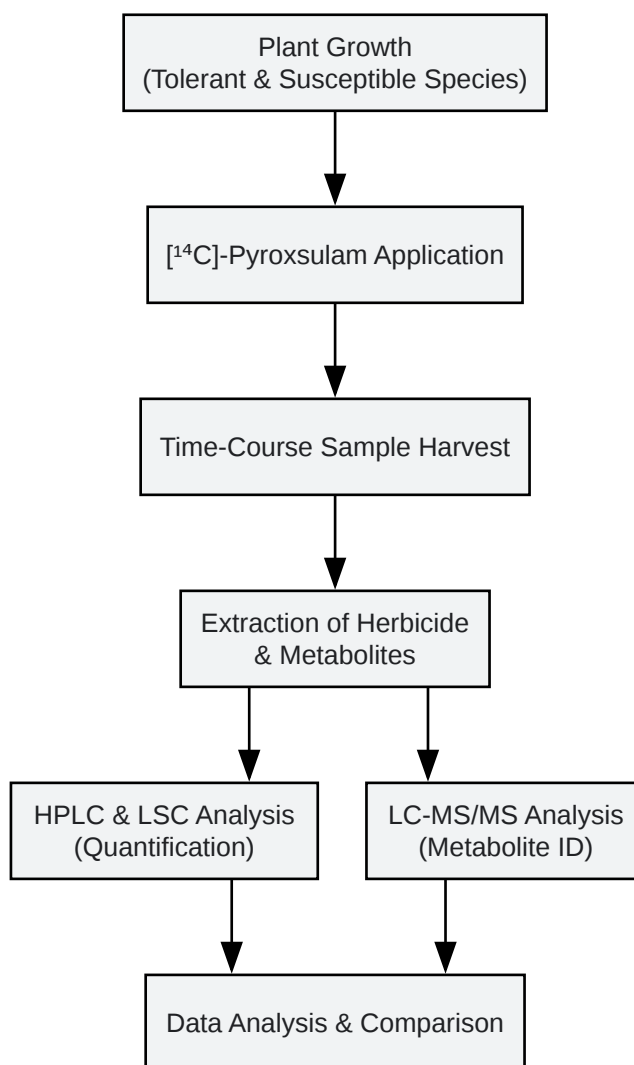 Plant Growth
(Tolerant & Susceptible Species)
[¹⁴C]-Pyroxsulam Application
Time-Course Sample Harvest
Extraction of Herbicide
& Metabolites
HPLC & LSC Analysis
(Quantification)
LC-MS/MS Analysis
(Metabolite ID)
Data Analysis & Comparison